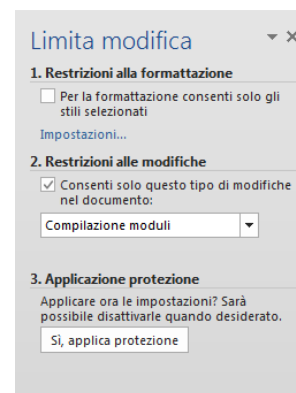 Limita modifica
1. Restrizioni alla formattazione
Per la formattazione consenti solo gli
stili selezionati
Impostazioni...
2. Restrizioni alle modifiche
Consenti solo questo tipo di modifiche
nel documento:
Compilazione moduli
3. Applicazione protezione
Applicare ora le impostazioni? Sarà
possibile disattivarle quando desiderato.
Sì, applica protezione